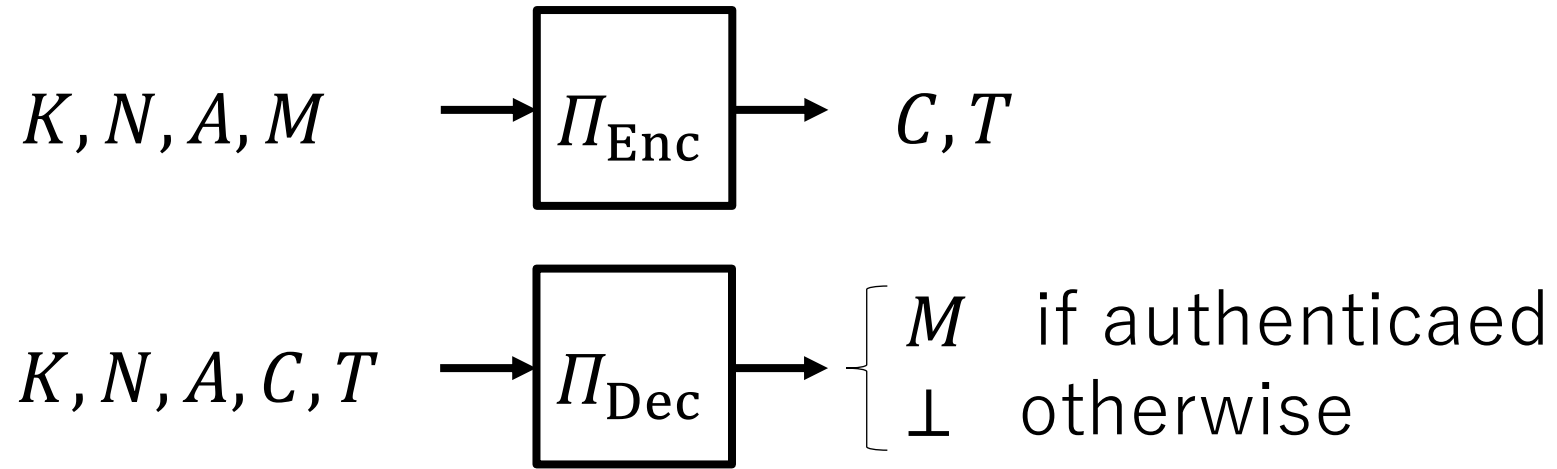 K, N, A, M Π_Enc C, T
K, N, A, C, T Π_Dec M if authenticaed
⊥ otherwise